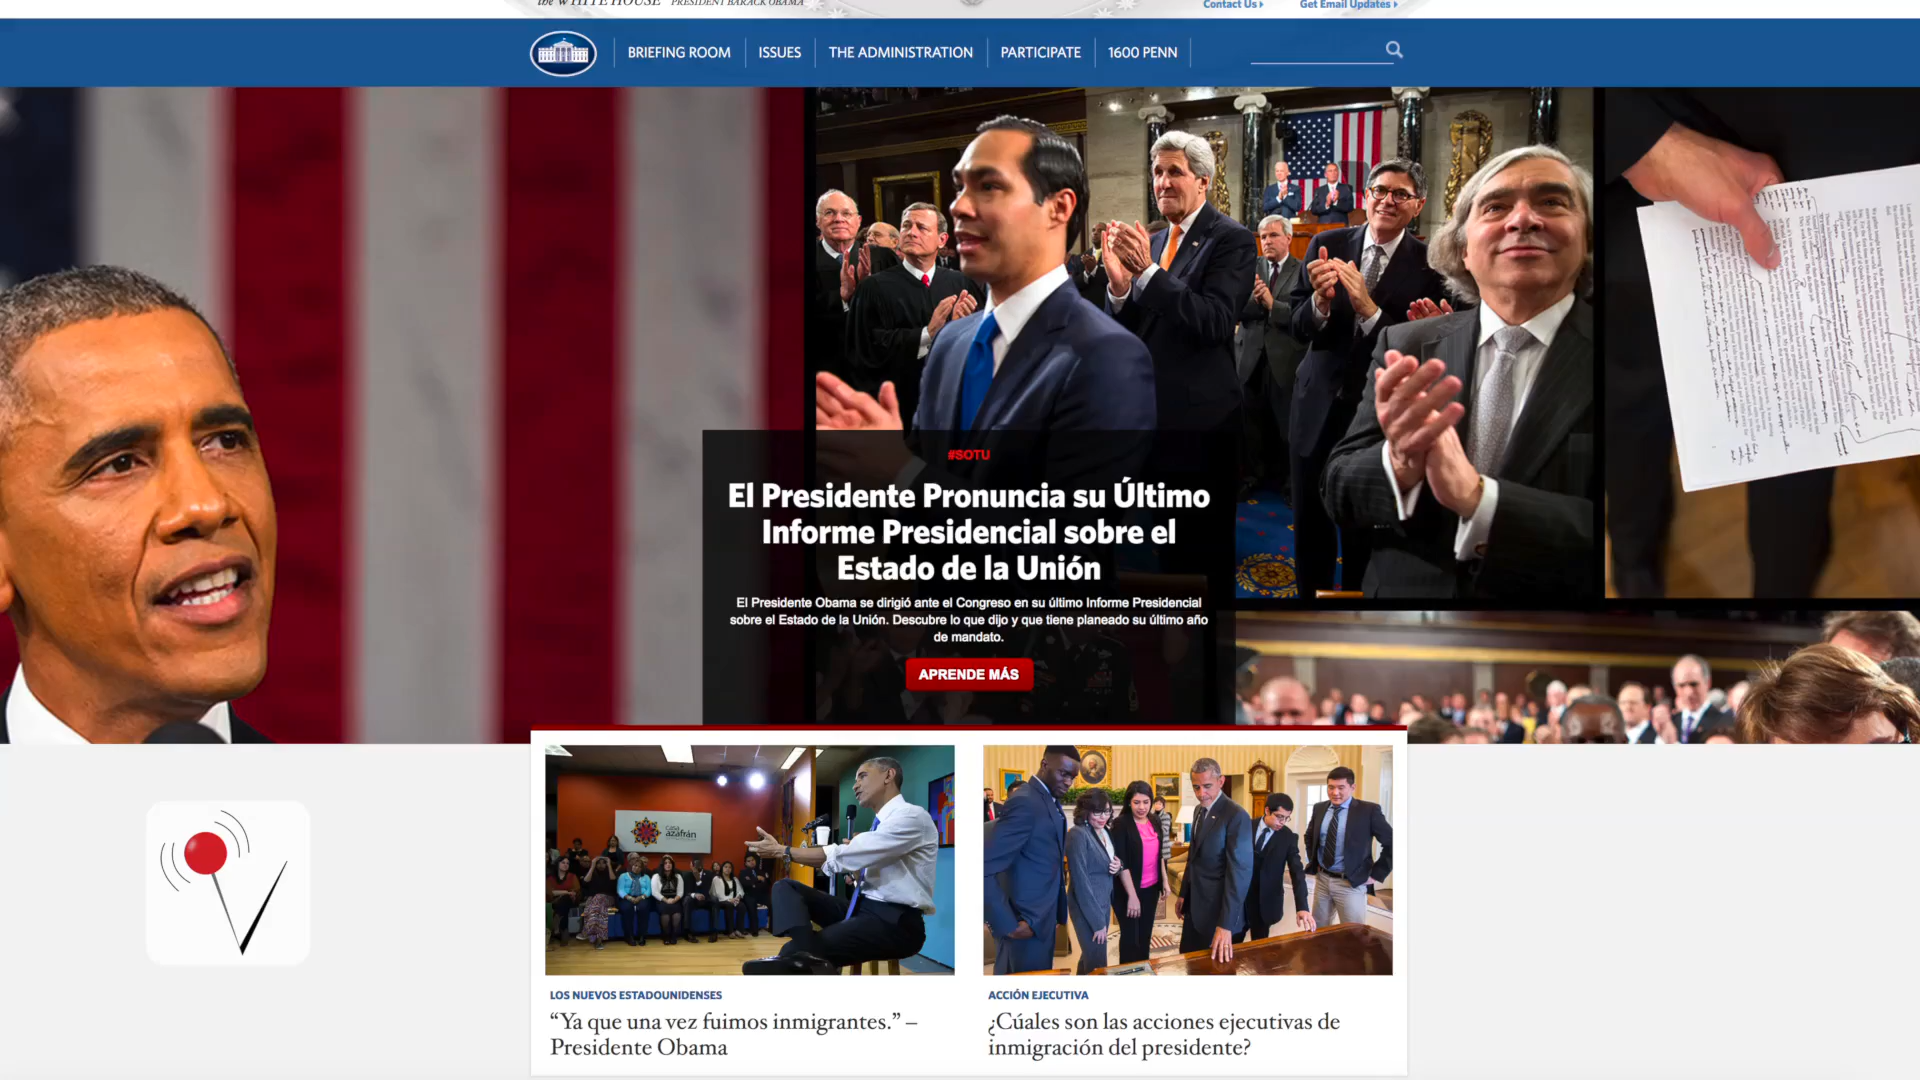 the WHITE HOUSE PRESIDENT BARACK OBAMA
Contact Us
Get Email Updates
BRIEFING ROOM
ISSUES
THE ADMINISTRATION
PARTICIPATE
1600 PENN
#SOTU
El Presidente Pronuncia su Último
Informe Presidencial sobre el
Estado de la Unión
El Presidente Obama se dirigió ante el Congreso en su último Informe Presidencial
sobre el Estado de la Unión. Descubre lo que dijo y que tiene planeado su último año
de mandato.
APRENDE MÁS
casa
azafrán
LOS NUEVOS ESTADOUNIDENSES
“Ya que una vez fuimos inmigrantes.” –
Presidente Obama
ACCIÓN EJECUTIVA
¿Cúales son las acciones ejecutivas de
inmigración del presidente?